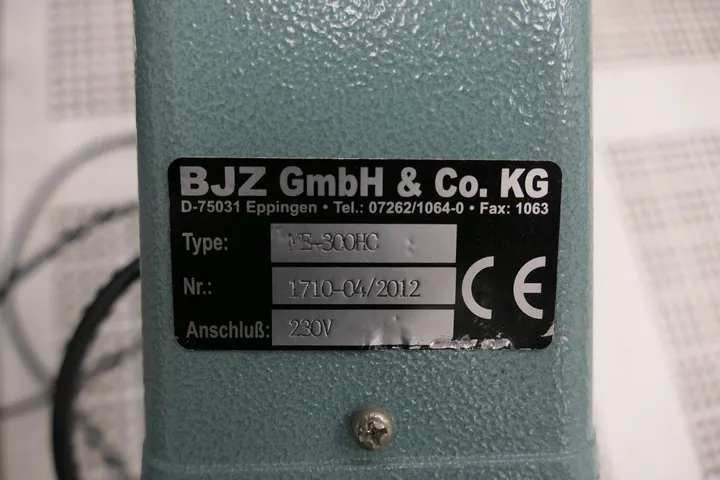 BJZ GmbH & Co. KG
D-75031 Eppingen • Tel.: 07262/1064-0 • Fax: 1063
Type:
Nr.: 1710-04/2012
Anschluß: 230V
CE